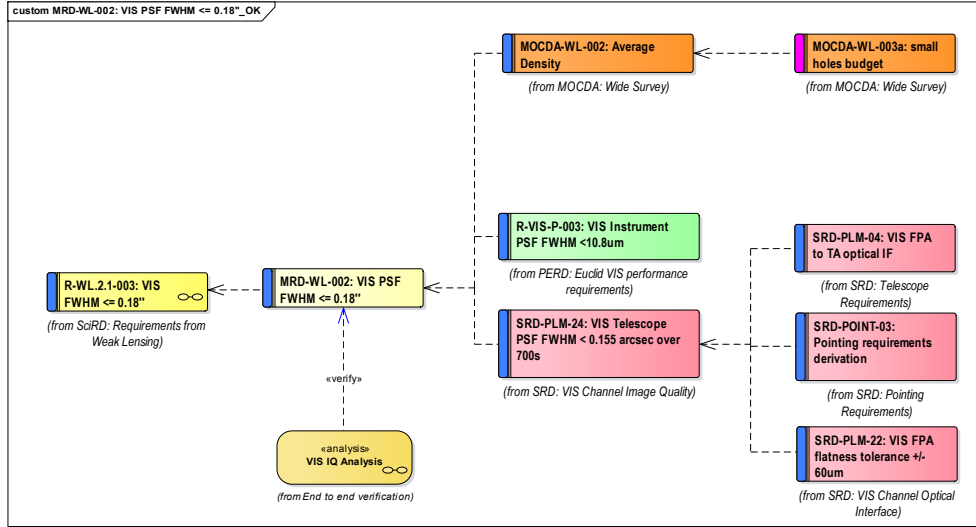 custom MRD-WL-002: VIS PSF FWHM <= 0.18"_OK
MOCDA-WL-002: Average
Density
(from MOCDA: Wide Survey)
MOCDA-WL-003a: small
holes budget
(from MOCDA: Wide Survey)
R-VIS-P-003: VIS Instrument
PSF FWHM <10.8um
(from PERD: Euclid VIS performance
requirements)
SRD-PLM-04: VIS FPA
to TA optical IF
(from SRD: Telescope
Requirements)
R-WL.2.1-003: VIS
FWHM <= 0.18"
(from SciRD: Requirements from
Weak Lensing)
MRD-WL-002: VIS PSF
FWHM <= 0.18"
SRD-PLM-24: VIS Telescope
PSF FWHM < 0.155 arcsec over
700s
(from SRD: VIS Channel Image Quality)
SRD-POINT-03:
Pointing requirements
derivation
(from SRD: Pointing
Requirements)
«verify»
«analysis»
VIS IQ Analysis
(from End to end verification)
SRD-PLM-22: VIS FPA
flatness tolerance +/-
60um
(from SRD: VIS Channel Optical
Interface)